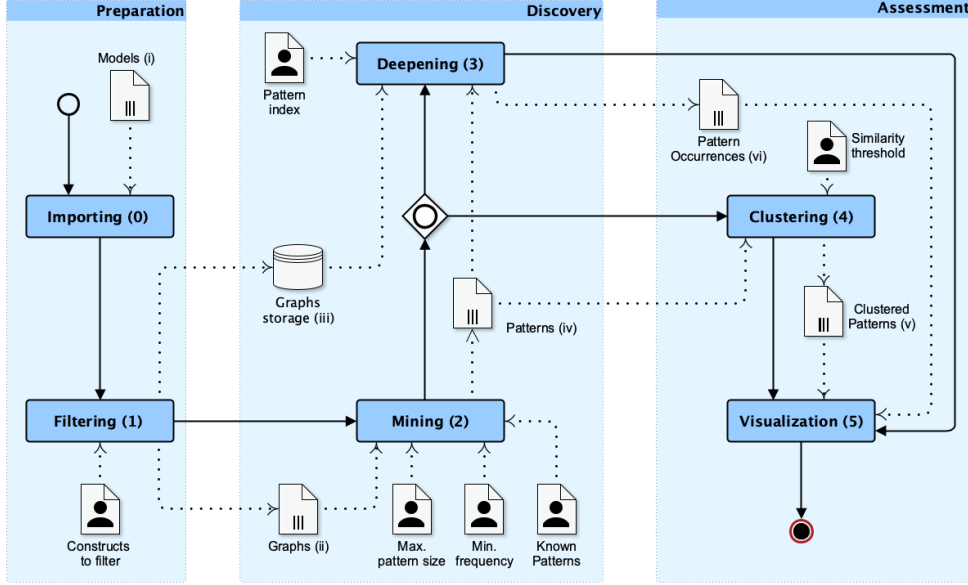 Preparation
Discovery
Assessment
Models (i)
Deepening (3)
Pattern
index
Pattern
Occurrences (vi)
Similarity
threshold
Importing (0)
Clustering (4)
Graphs
storage (iii)
Patterns (iv)
Clustered
Patterns (v)
Filtering (1)
Mining (2)
Visualization (5)
Constructs
to filter
Graphs (ii)
Max.
pattern size
Min.
frequency
Known
Patterns